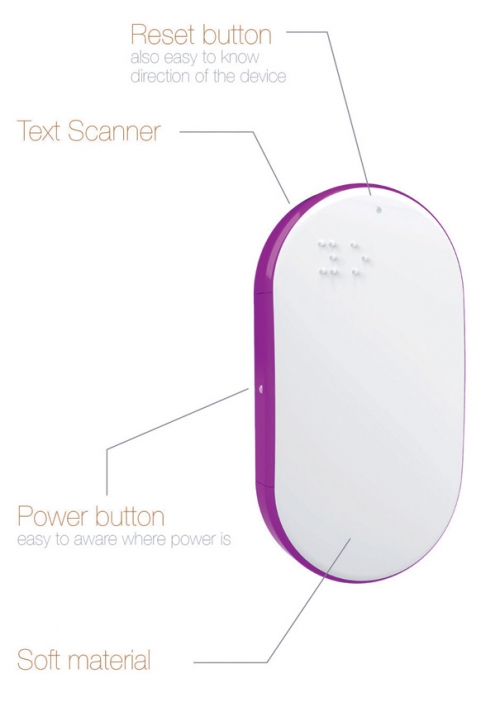 Reset button
also easy to know
direction of the device
Text Scanner
Power button
easy to aware where power is
Soft material